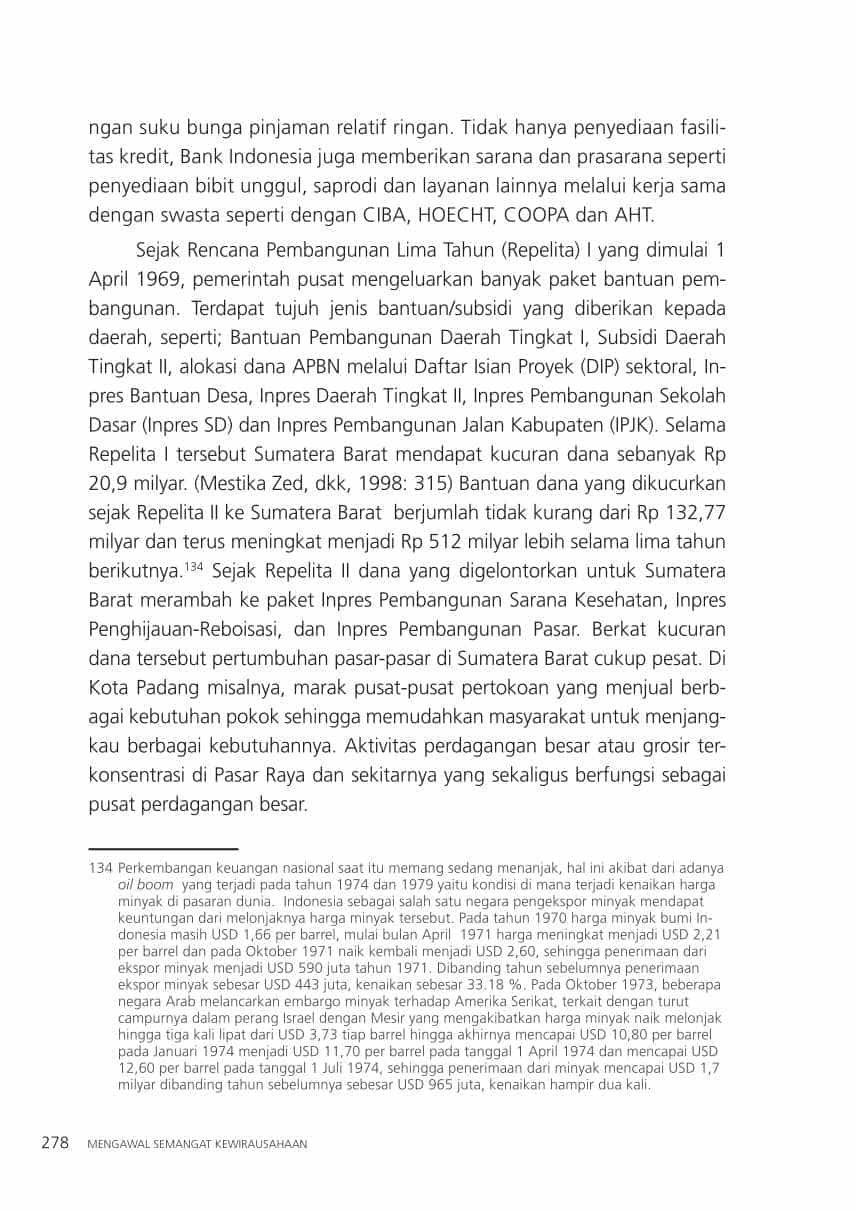 ngan suku bunga pinjaman relatif ringan. Tidak hanya penyediaan fasili-
tas kredit, Bank Indonesia juga memberikan sarana dan prasarana seperti
penyediaan bibit unggul, saprodi dan layanan lainnya melalui kerja sama
dengan swasta seperti dengan CIBA, HOECHT, COOPA dan AHT.
Sejak Rencana Pembangunan Lima Tahun (Repelita) I yang dimulai 1
April 1969, pemerintah pusat mengeluarkan banyak paket bantuan pem-
bangunan. Terdapat tujuh jenis bantuan/subsidi yang diberikan kepada
daerah, seperti; Bantuan Pembangunan Daerah Tingkat I, Subsidi Daerah
Tingkat II, alokasi dana APBN melalui Daftar Isian Proyek (DIP) sektoral, In-
pres Bantuan Desa, Inpres Daerah Tingkat II, Inpres Pembangunan Sekolah
Dasar (Inpres SD) dan Inpres Pembangunan Jalan Kabupaten (IPJK). Selama
Repelita I tersebut Sumatera Barat mendapat kucuran dana sebanyak Rp
20,9 milyar. (Mestika Zed, dkk, 1998: 315) Bantuan dana yang dikucurkan
sejak Repelita II ke Sumatera Barat berjumlah tidak kurang dari Rp 132,77
milyar dan terus meningkat menjadi Rp 512 milyar lebih selama lima tahun
berikutnya.134 Sejak Repelita II dana yang digelontorkan untuk Sumatera
Barat merambah ke paket Inpres Pembangunan Sarana Kesehatan, Inpres
Penghijauan-Reboisasi, dan Inpres Pembangunan Pasar. Berkat kucuran
dana tersebut pertumbuhan pasar-pasar di Sumatera Barat cukup pesat. Di
Kota Padang misalnya, marak pusat-pusat pertokoan yang menjual berb-
agai kebutuhan pokok sehingga memudahkan masyarakat untuk menjang-
kau berbagai kebutuhannya. Aktivitas perdagangan besar atau grosir ter-
konsentrasi di Pasar Raya dan sekitarnya yang sekaligus berfungsi sebagai
pusat perdagangan besar.
134 Perkembangan keuangan nasional saat itu memang sedang menanjak, hal ini akibat dari adanya
oil boom yang terjadi pada tahun 1974 dan 1979 yaitu kondisi di mana terjadi kenaikan harga
minyak di pasaran dunia. Indonesia sebagai salah satu negara pengekspor minyak mendapat
keuntungan dari melonjaknya harga minyak tersebut. Pada tahun 1970 harga minyak bumi In-
donesia masih USD 1,66 per barrel, mulai bulan April 1971 harga meningkat menjadi USD 2,21
per barrel dan pada Oktober 1971 naik kembali menjadi USD 2,60, sehingga penerimaan dari
ekspor minyak menjadi USD 590 juta tahun 1971. Dibanding tahun sebelumnya penerimaan
ekspor minyak sebesar USD 443 juta, kenaikan sebesar 33.18 %. Pada Oktober 1973, beberapa
negara Arab melancarkan embargo minyak terhadap Amerika Serikat, terkait dengan turut
campurnya dalam perang Israel dengan Mesir yang mengakibatkan harga minyak naik melonjak
hingga tiga kali lipat dari USD 3,73 tiap barrel hingga akhirnya mencapai USD 10,80 per barrel
pada Januari 1974 menjadi USD 11,70 per barrel pada tanggal 1 April 1974 dan mencapai USD
12,60 per barrel pada tanggal 1 Juli 1974, sehingga penerimaan dari minyak mencapai USD 1,7
milyar dibanding tahun sebelumnya sebesar USD 965 juta, kenaikan hampir dua kali.
278 MENGAWAL SEMANGAT KEWIRAUSAHAAN